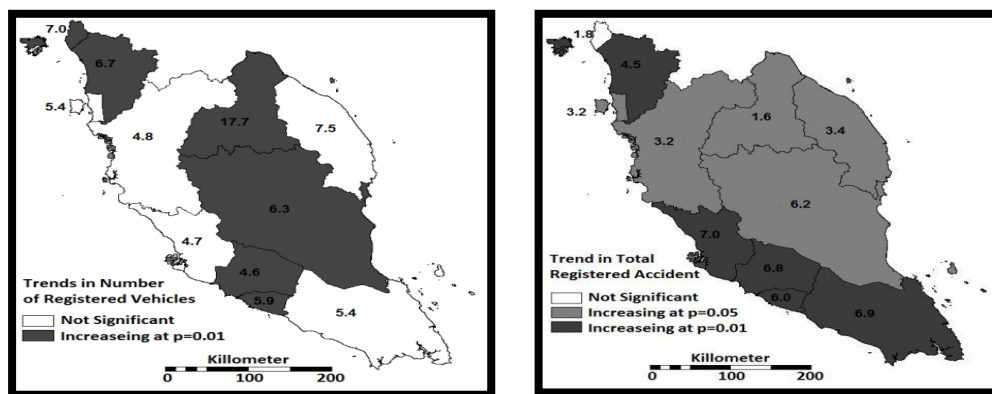 7.0
6.7
5.4
4.8
17.7
7.5
6.3
4.7
4.6
5.9
5.4
Trends in Number
of Registered Vehicles
Not Significant
Increaseing at p=0.01
Killometer
0 100 200
1.8
4.5
3.2
3.2
1.6
3.4
6.2
7.0
6.8
6.0
6.9
Trend in Total
Registered Accident
Not Significant
Increasing at p=0.05
Increaseing at p=0.01
Killometer
0 100 200